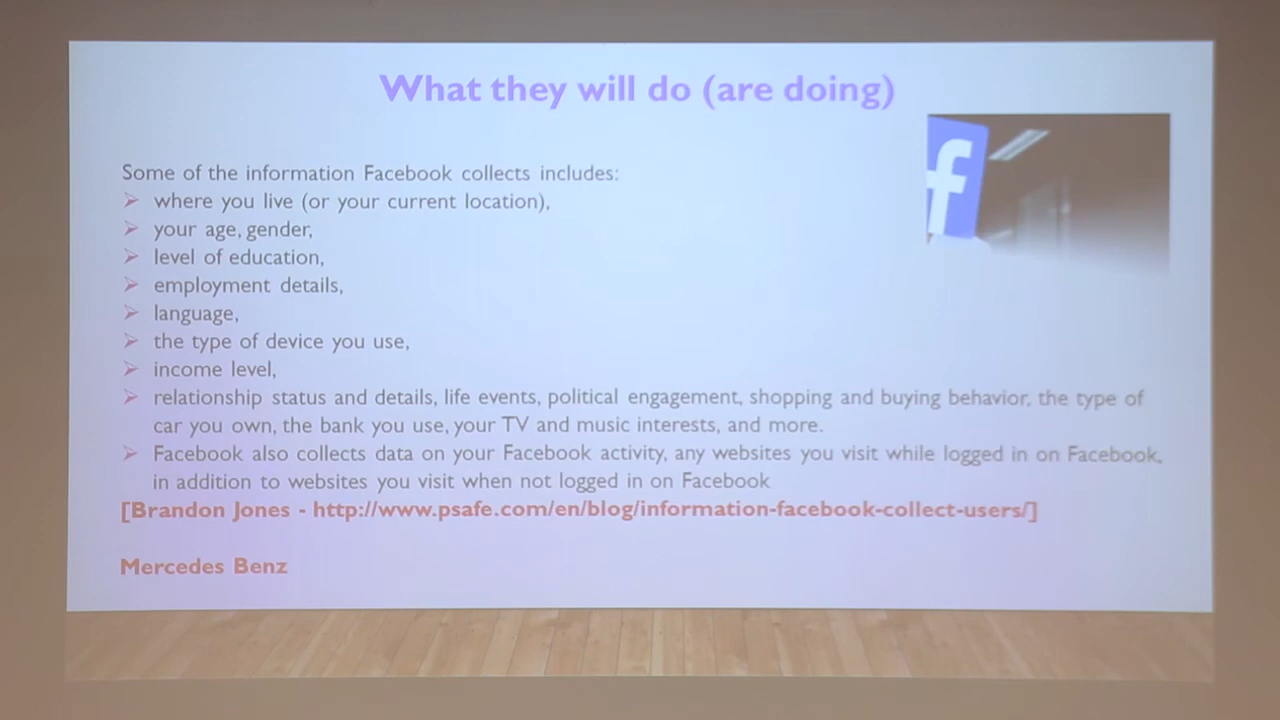 What they will do (are doing)
f
Some of the information Facebook collects includes:
➢ where you live (or your current location),
➢ your age, gender,
➢ level of education,
➢ employment details,
➢ language,
➢ the type of device you use,
➢ income level,
➢ relationship status and details, life events, political engagement, shopping and buying behavior, the type of
car you own, the bank you use, your TV and music interests, and more.
➢ Facebook also collects data on your Facebook activity, any websites you visit while logged in on Facebook,
in addition to websites you visit when not logged in on Facebook
[Brandon Jones - http://www.psafe.com/en/blog/information-facebook-collect-users/]
Mercedes Benz